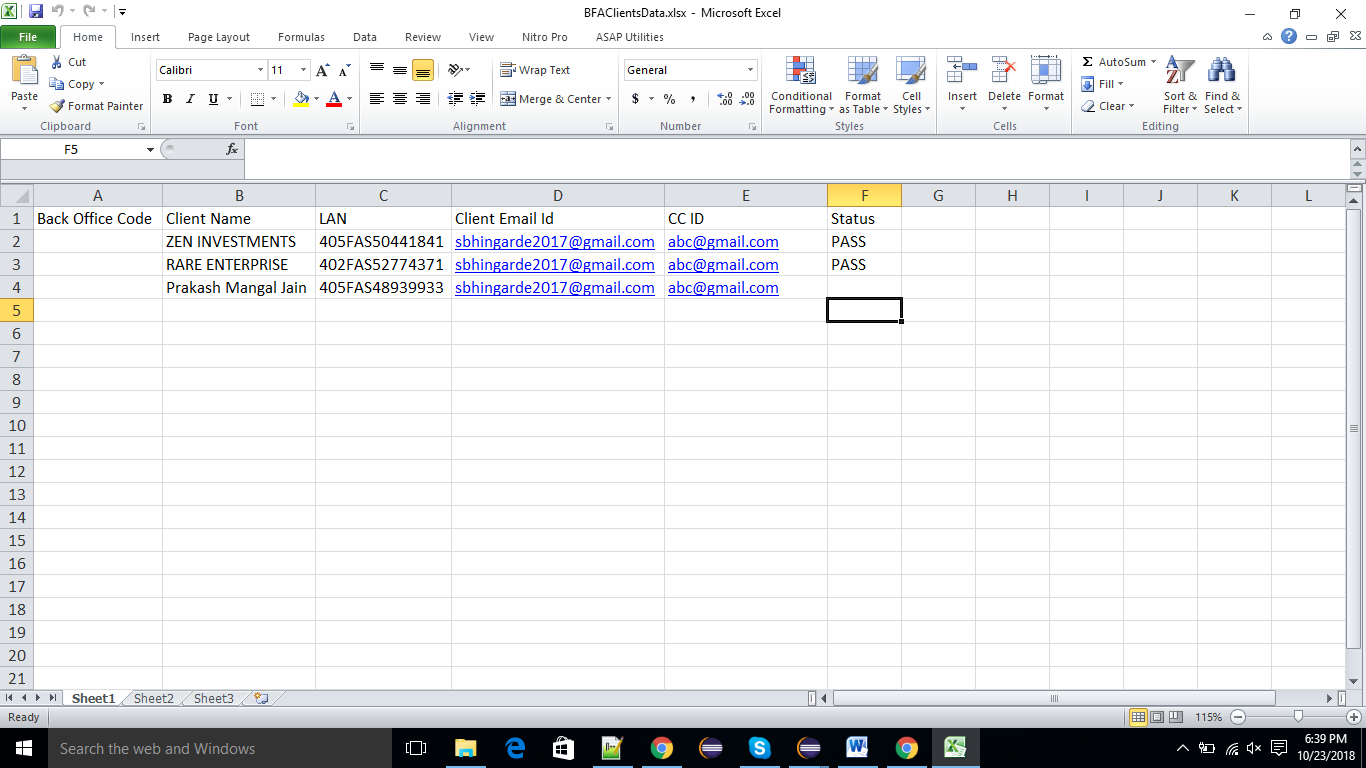 BFAClientsData.xlsx - Microsoft Excel
File Home Insert Page Layout Formulas Data Review View Nitro Pro ASAP Utilities
Paste Cut Copy Format Painter Clipboard
Calibri 11 A A B I U A Font
Wrap Text Merge & Center Alignment
General $ % , .00 .0 Number
Conditional Formatting Format as Table Cell Styles Styles
Insert Delete Format Cells
Σ AutoSum Fill Clear Sort & Filter Find & Select Editing
F5 fx
A B C D E F G H I J K L
1 Back Office Code Client Name LAN Client Email Id CC ID Status
2 ZEN INVESTMENTS 405FAS50441841 sbhingarde2017@gmail.com abc@gmail.com PASS
3 RARE ENTERPRISE 402FAS52774371 sbhingarde2017@gmail.com abc@gmail.com PASS
4 Prakash Mangal Jain 405FAS48939933 sbhingarde2017@gmail.com abc@gmail.com
5
6
7
8
9
10
11
12
13
14
15
16
17
18
19
20
21
Sheet1 Sheet2 Sheet3
Ready 115%
Search the web and Windows
6:39 PM
10/23/2018